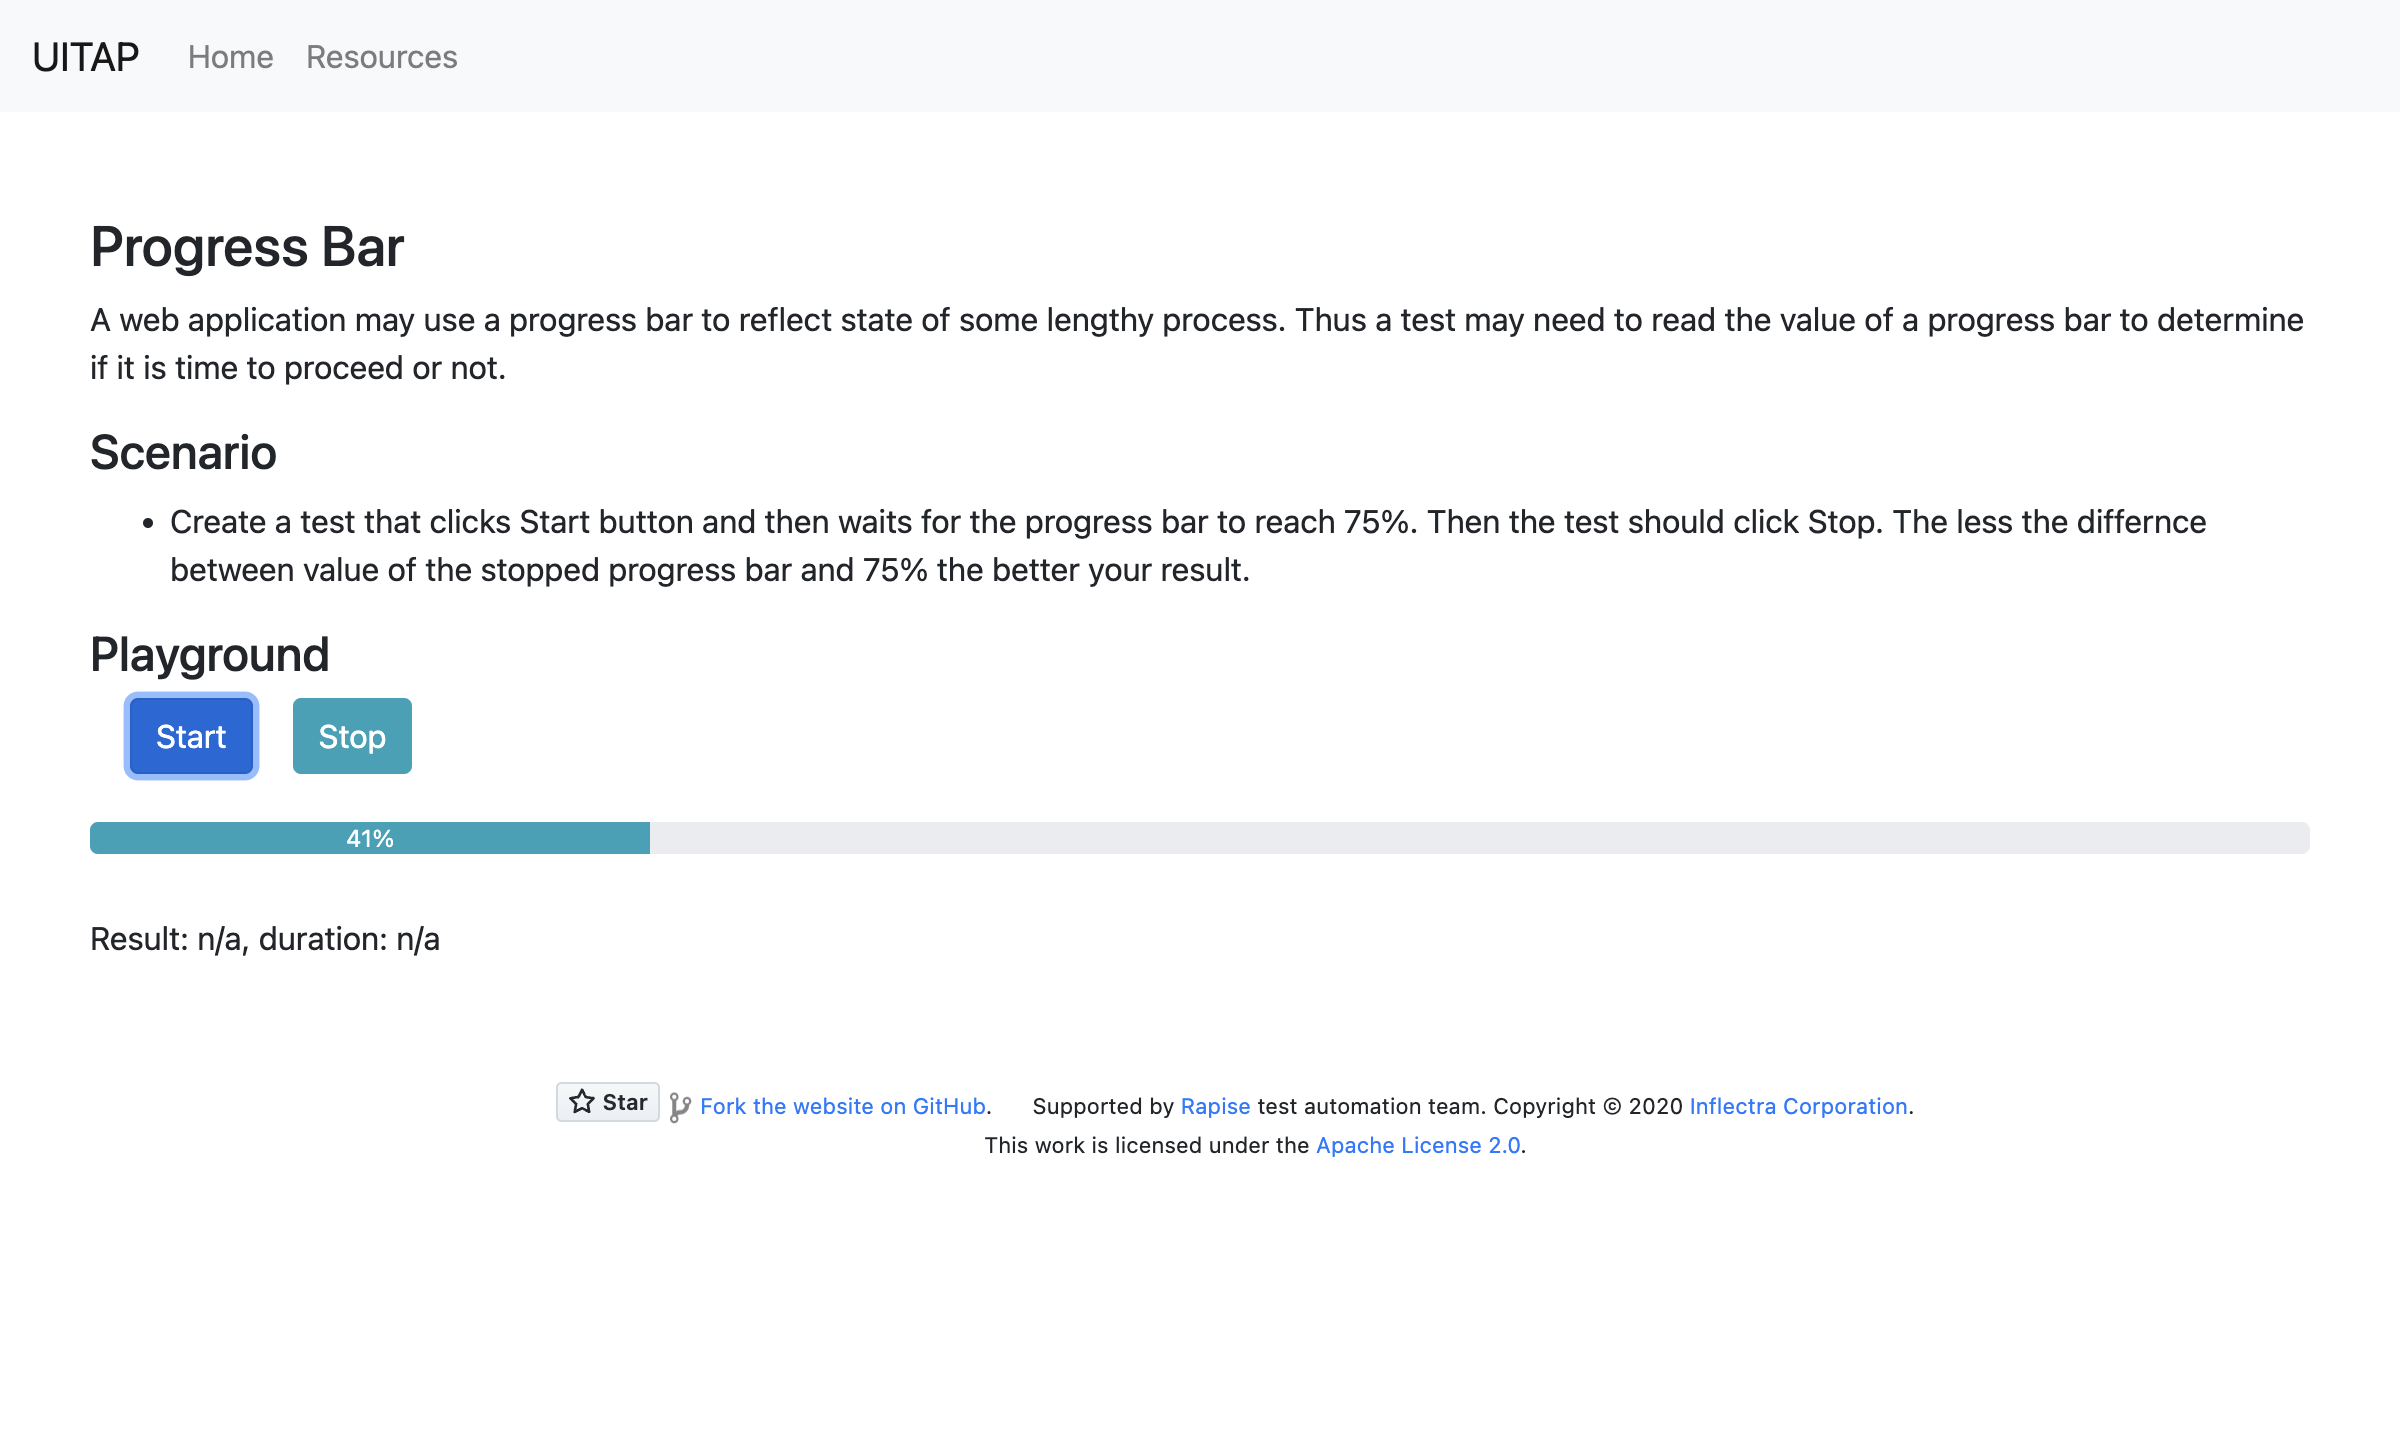 UITAP Home Resources
Progress Bar
A web application may use a progress bar to reflect state of some lengthy process. Thus a test may need to read the value of a progress bar to determine
if it is time to proceed or not.
Scenario
• Create a test that clicks Start button and then waits for the progress bar to reach 75%. Then the test should click Stop. The less the differnce
between value of the stopped progress bar and 75% the better your result.
Playground
Start Stop
41%
Result: n/a, duration: n/a
Star Fork the website on GitHub. Supported by Rapise test automation team. Copyright © 2020 Inflectra Corporation.
This work is licensed under the Apache License 2.0.